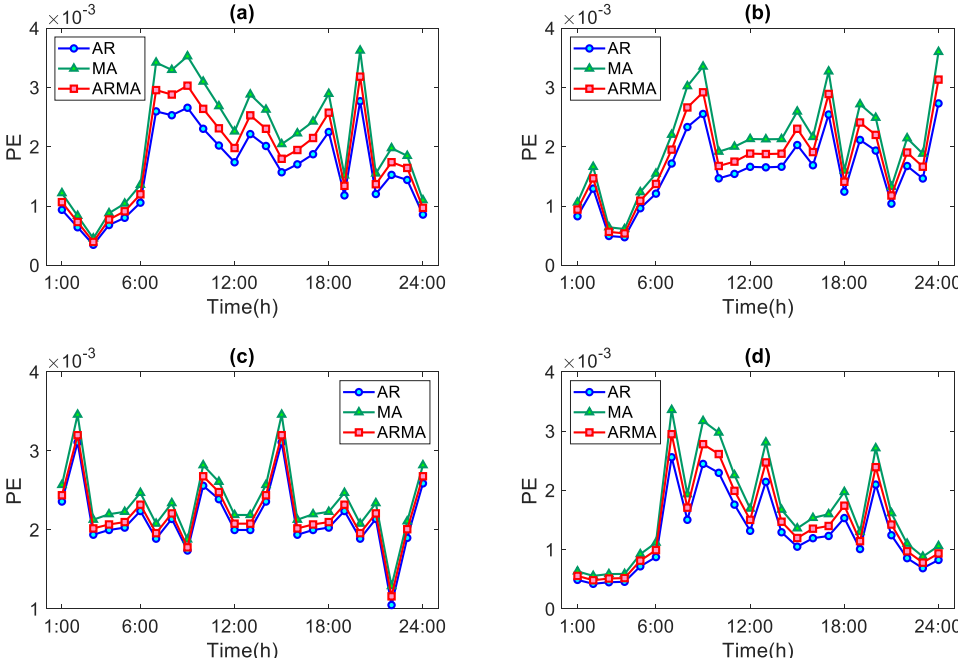 (a)
×10⁻³
4
3
2
1
0
PE
AR
MA
ARMA
1:00 6:00 12:00 18:00 24:00
Time(h)
(b)
×10⁻³
4
3
2
1
0
PE
AR
MA
ARMA
1:00 6:00 12:00 18:00 24:00
Time(h)
(c)
×10⁻³
4
3
2
1
PE
AR
MA
ARMA
1:00 6:00 12:00 18:00 24:00
Time(h)
(d)
×10⁻³
4
3
2
1
0
PE
AR
MA
ARMA
1:00 6:00 12:00 18:00 24:00
Time(h)